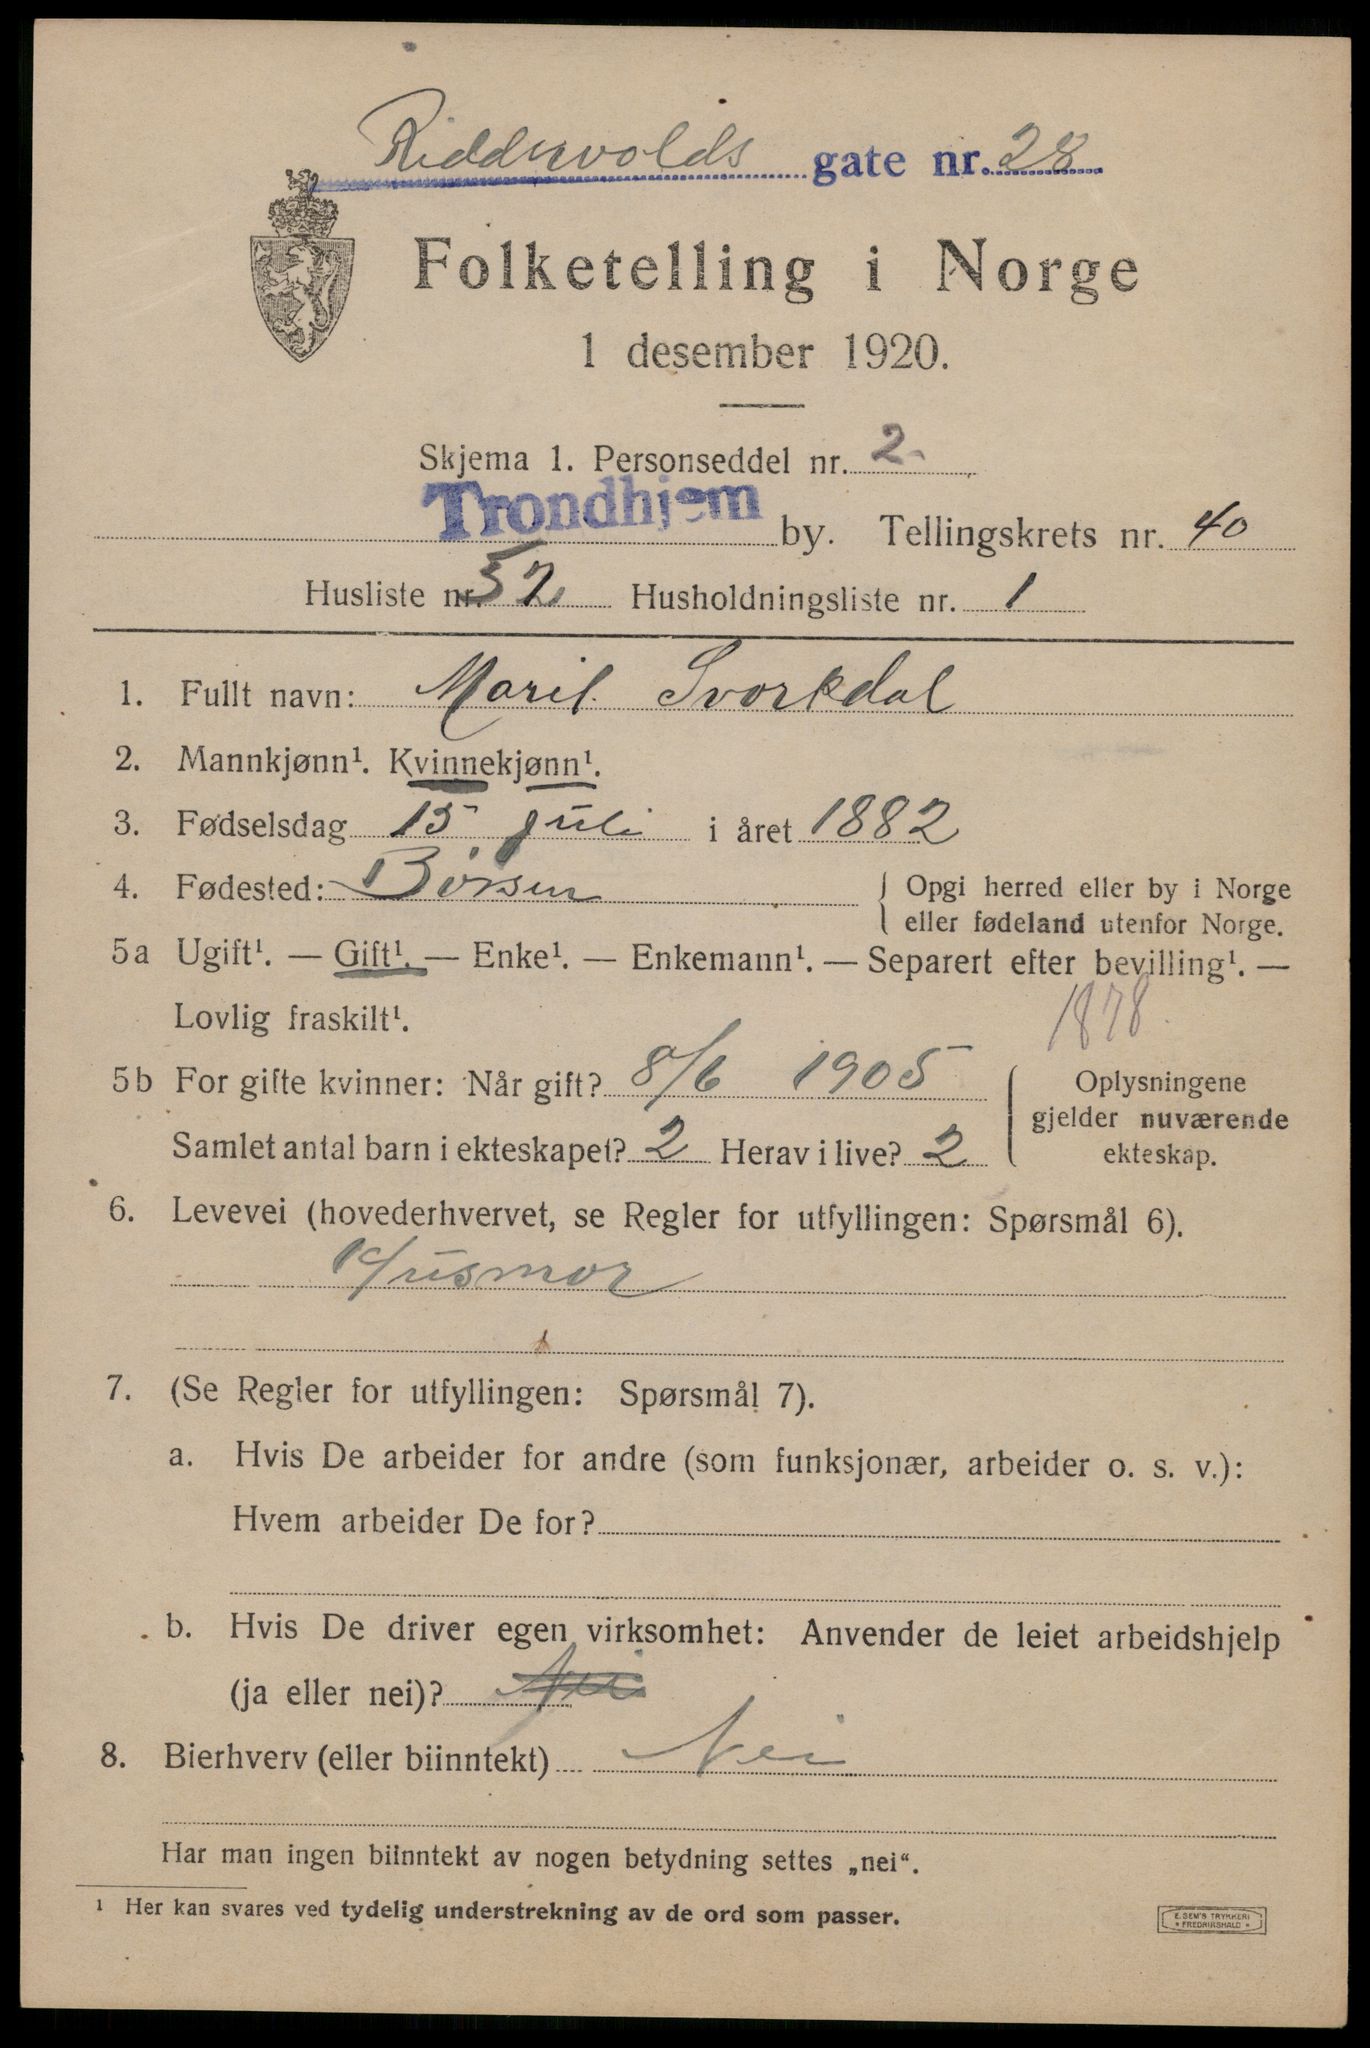 Riddervolds gate nr. 28
Folketelling i Norge
1 desember 1920.
Skjema 1. Personseddel nr. 2
Trondhjem by. Tellingskrets nr. 40
Husliste nr. 52 Husholdningsliste nr. 1
1. Fullt navn: Marit Svorkdal
2. Mannkjønn¹. Kvinnekjønn¹.
3. Fødselsdag 15 juli i året 1882
4. Fødested: Børsen { Opgi herred eller by i Norge
eller fødeland utenfor Norge.
5a Ugift¹. — Gift¹. — Enke¹. — Enkemann¹. — Separert efter bevilling¹. —
Lovlig fraskilt¹.
1878.
5b For gifte kvinner: Når gift? 8/6 1905
Samlet antal barn i ekteskapet? 2 Herav i live? 2
{ Oplysningene
gjelder nuværende
ekteskap.
6. Levevei (hovederhvervet, se Regler for utfyllingen: Spørsmål 6).
Husmor
7. (Se Regler for utfyllingen: Spørsmål 7).
a. Hvis De arbeider for andre (som funksjonær, arbeider o. s. v.):
Hvem arbeider De for?
b. Hvis De driver egen virksomhet: Anvender de leiet arbeidshjelp
(ja eller nei)? Nei
8. Bierhverv (eller biinntekt) Nei
Har man ingen biinntekt av nogen betydning settes „nei“.
¹ Her kan svares ved tydelig understrekning av de ord som passer.
E. SEM'S TRYKKERI
* FREDRIKSHALD *